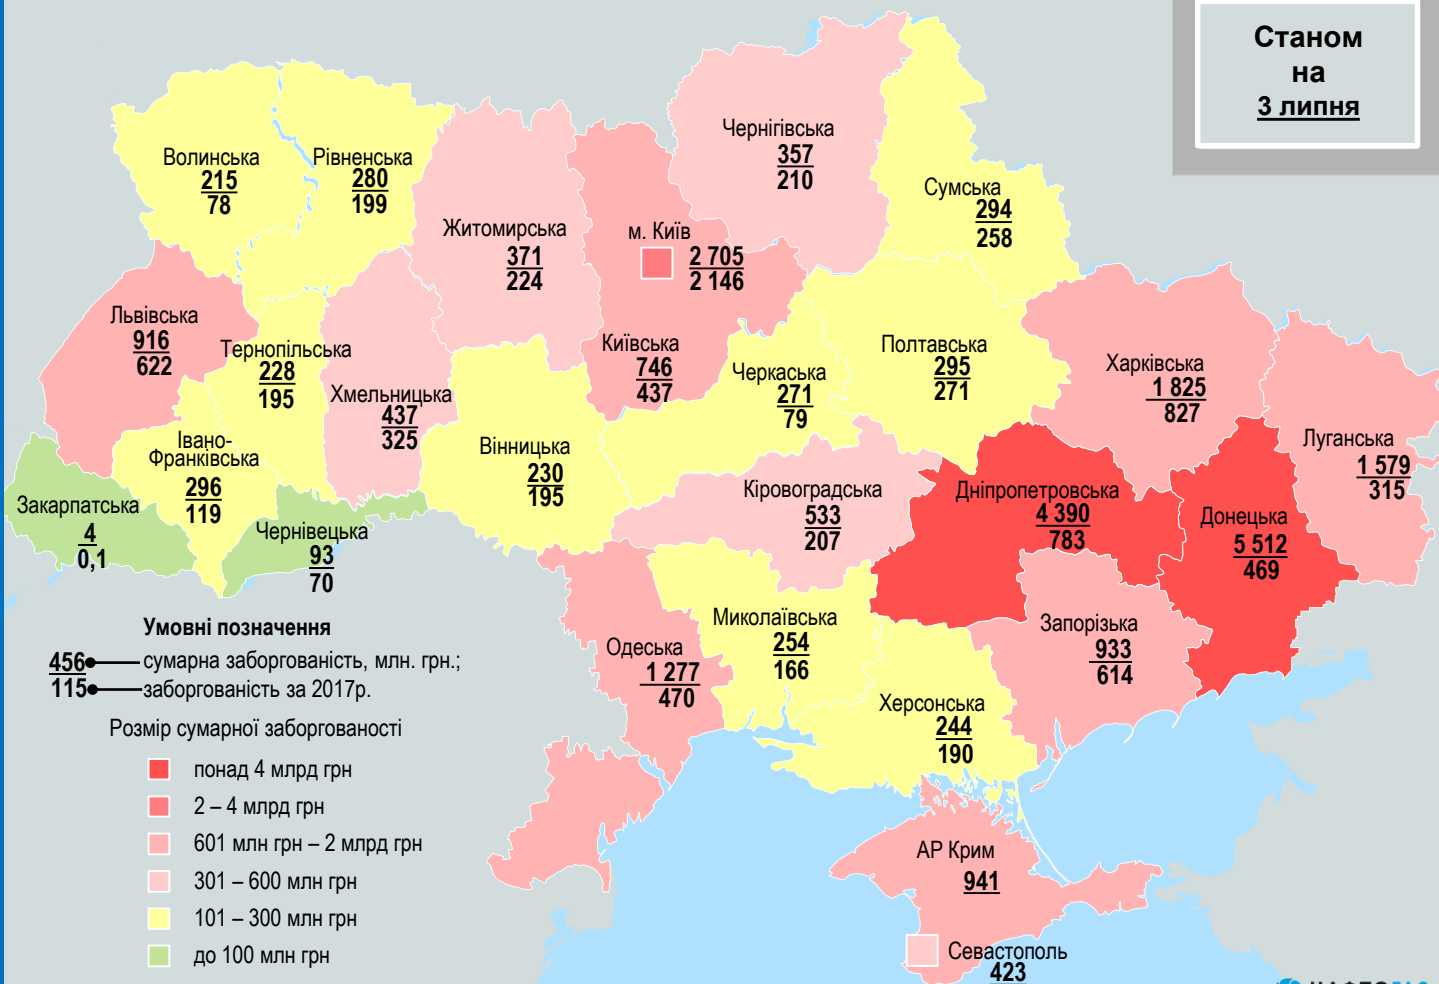 Станом
на
3 липня
Чернігівська
357
210
Волинська
215
78
Рівненська
280
199
Сумська
294
258
Житомирська
371
224
м. Київ
2 705
2 146
Львівська
916
622
Тернопільська
228
195
Київська
746
437
Полтавська
295
271
Харківська
1 825
827
Черкаська
271
79
Хмельницька
437
325
Луганська
1 579
315
Івано-
Франківська
296
119
Вінницька
230
195
Кіровоградська
533
207
Дніпропетровська
4 390
783
Донецька
5 512
469
Закарпатська
4
0,1
Чернівецька
93
70
Миколаївська
254
166
Запорізька
933
614
Одеська
1 277
470
Херсонська
244
190
АР Крим
941
Севастополь
423
Умовні позначення
456 сумарна заборгованість, млн. грн.;
115 заборгованість за 2017р.
Розмір сумарної заборгованості
понад 4 млрд грн
2 – 4 млрд грн
601 млн грн – 2 млрд грн
301 – 600 млн грн
101 – 300 млн грн
до 100 млн грн